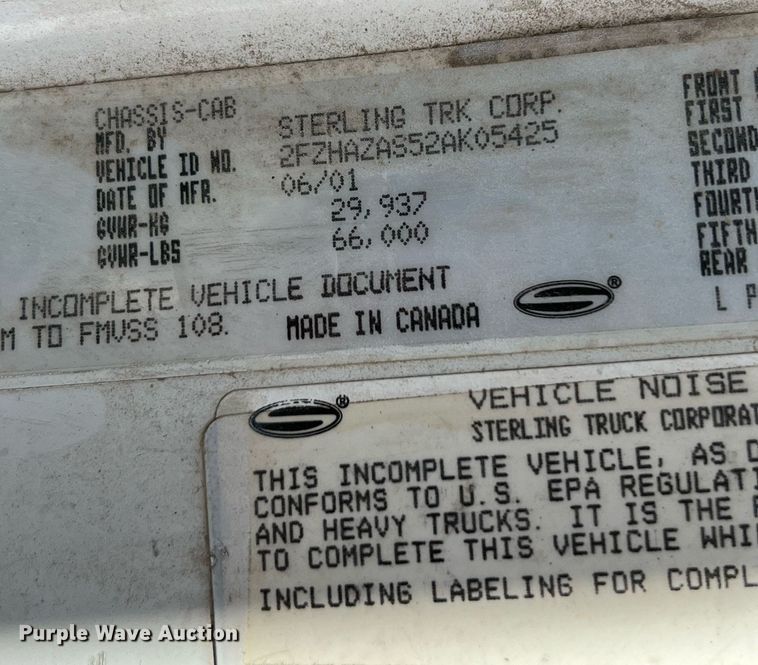 CHASSIS-CAB
MFD. BY STERLING TRK CORP.
VEHICLE ID NO. 2FZHAZAS52AK05425
DATE OF MFR. 06/01
GVWR-KG 29,937
GVWR-LBS 66,000
INCOMPLETE VEHICLE DOCUMENT
M TO FMVSS 108. MADE IN CANADA
FRONT
FIRST
SECOND
THIRD
FOURTH
FIFTH
REAR
L P
VEHICLE NOISE
STERLING TRUCK CORPORAT
THIS INCOMPLETE VEHICLE, AS D
CONFORMS TO U.S. EPA REGULATI
AND HEAVY TRUCKS. IT IS THE
TO COMPLETE THIS VEHICLE WHI
INCLUDING LABELING FOR COMPL
Purple Wave Auction